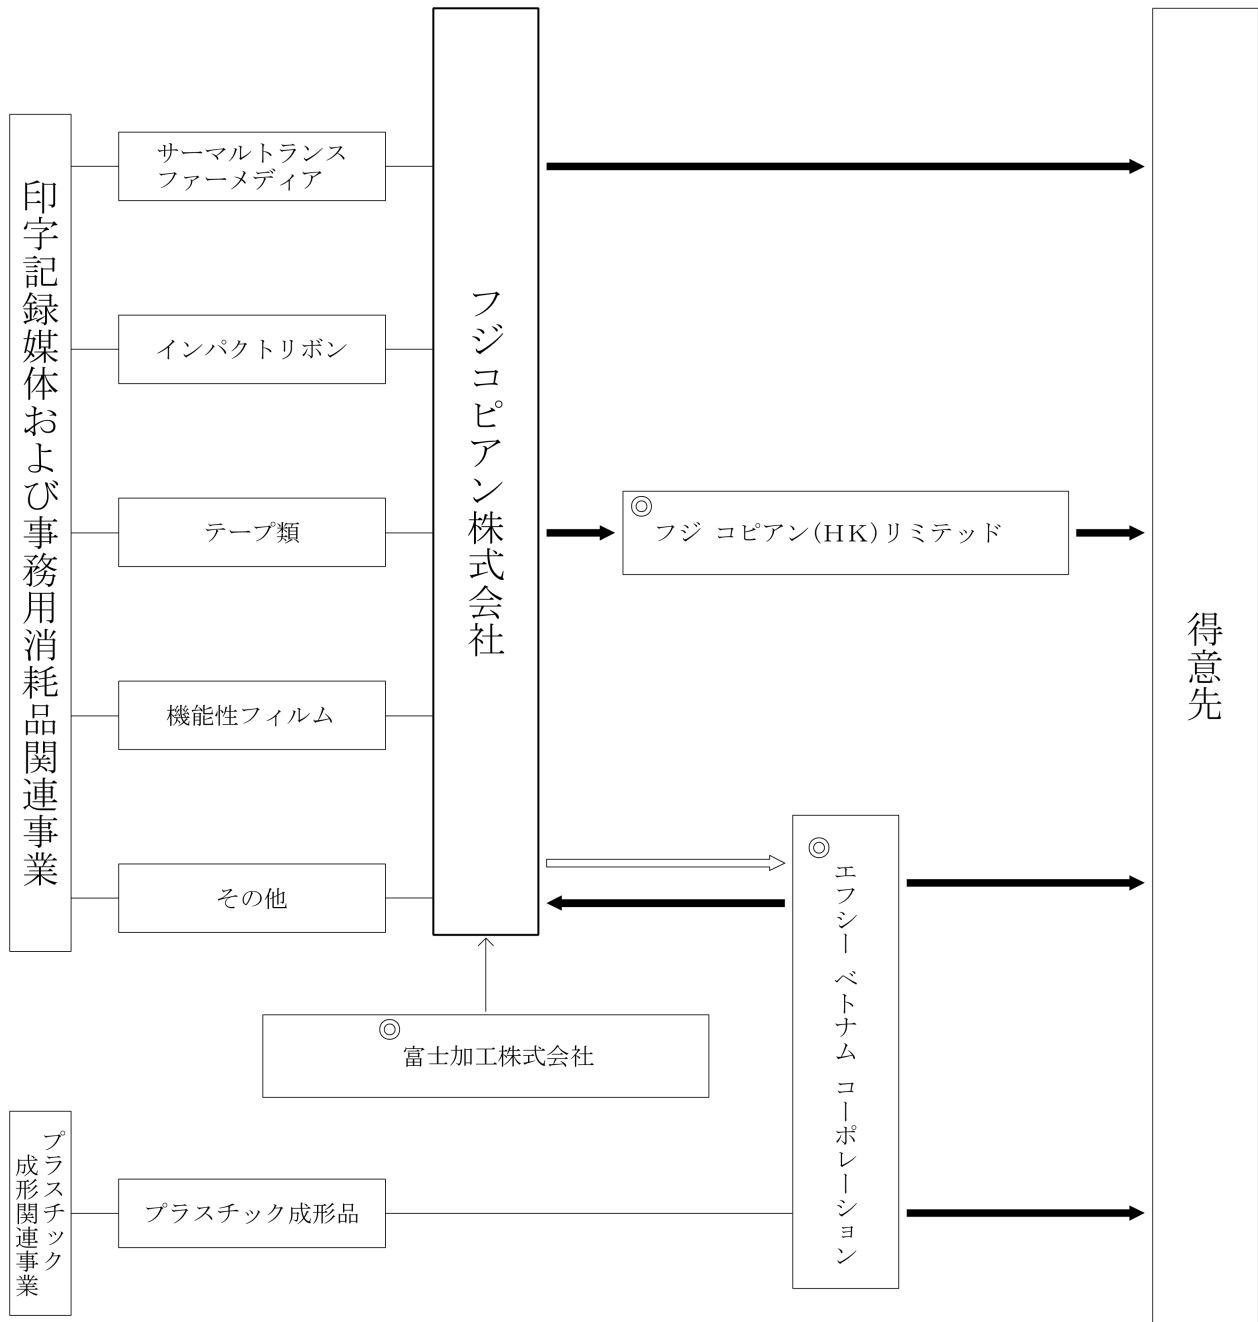 印字記録媒体および事務用消耗品関連事業
サーマルトランス
ファーメディア
インパクトリボン
テープ類
機能性フィルム
その他
フジコピアン株式会社
◎
フジ コピアン(HK)リミテッド
◎
エフシー ベトナム コーポレーション
得意先
◎
富士加工株式会社
プラスチック
成形関連事業
プラスチック成形品